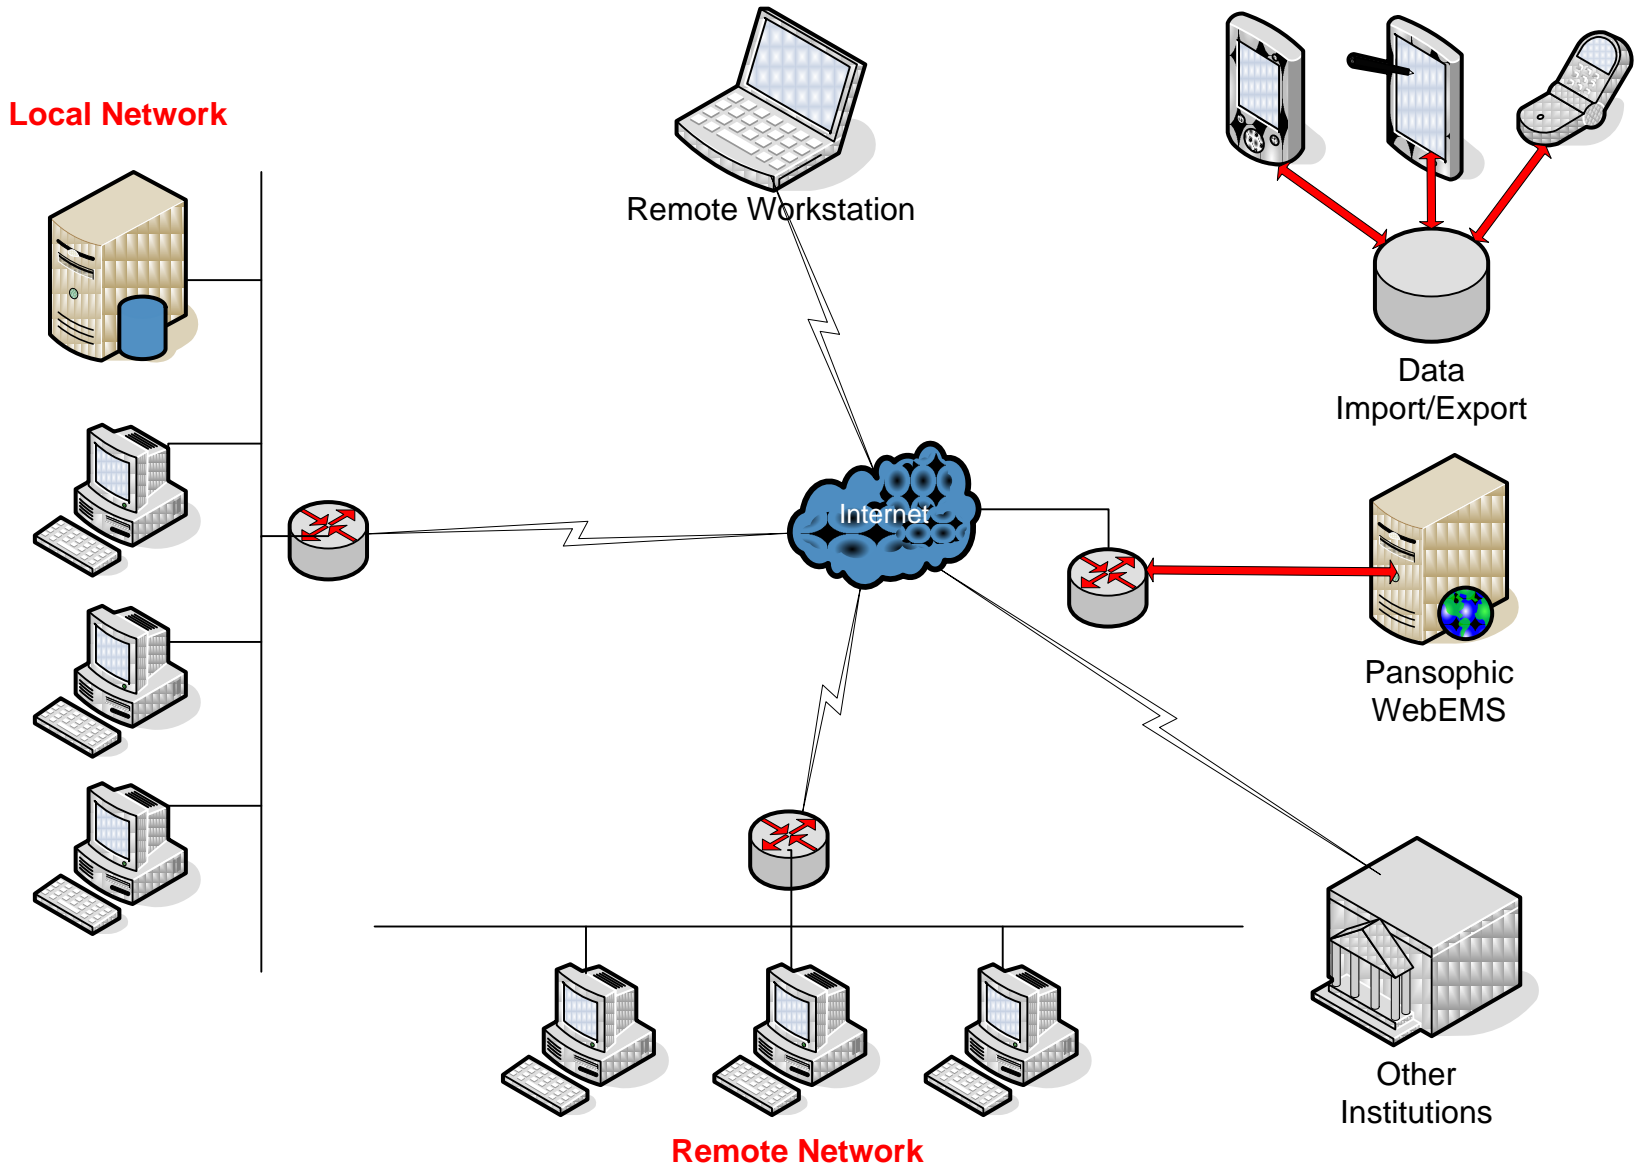 Local Network
Remote Workstation
Data
Import/Export
Internet
Pansophic
WebEMS
Other
Institutions
Remote Network